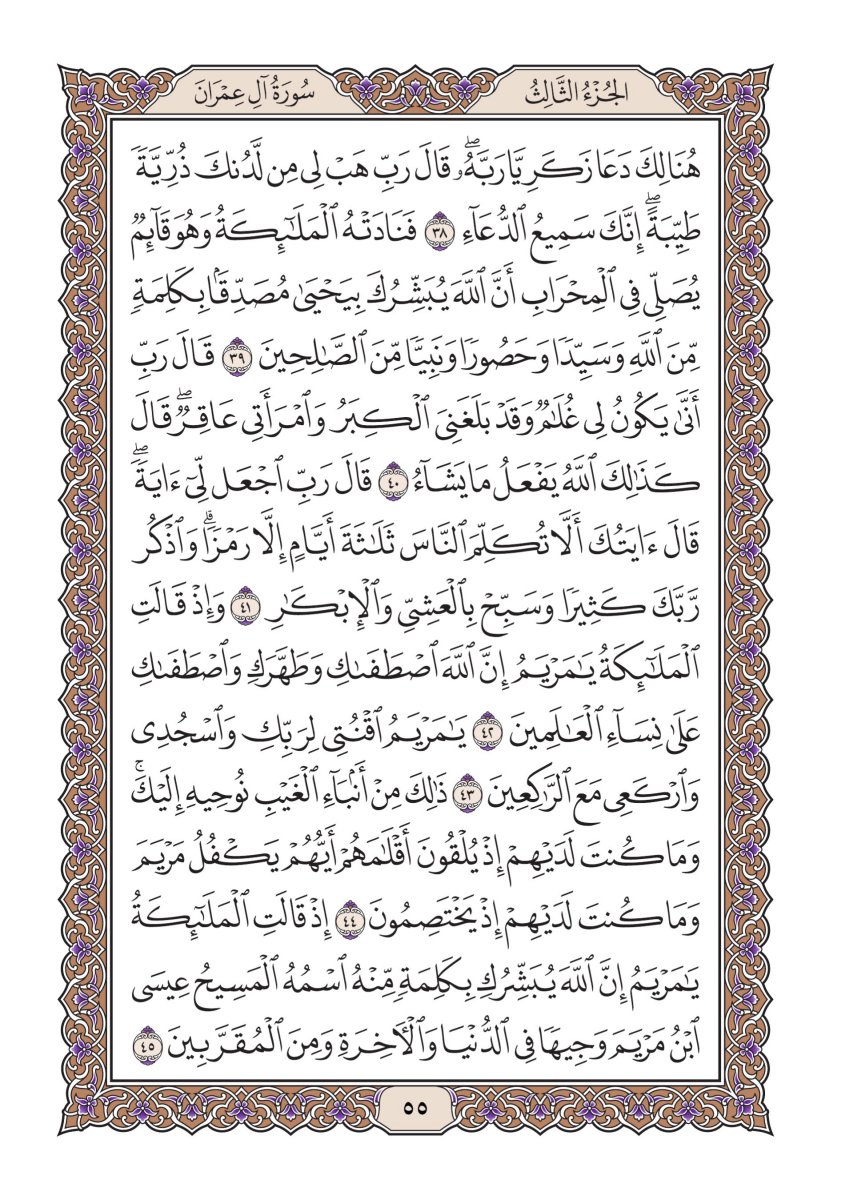 الجُزْءُ الثَّالِثُ
سُورَةُ آلِ عِمْرَانَ
هُنَالِكَ دَعَا زَكَرِيَّا رَبَّهُۥۖ قَالَ رَبِّ هَبۡ لِي مِن لَّدُنكَ ذُرِّيَّةٗ
طَيِّبَةًۖ إِنَّكَ سَمِيعُ ٱلدُّعَآءِ ٣٨ فَنَادَتۡهُ ٱلۡمَلَٰٓئِكَةُ وَهُوَ قَآئِمٞ
يُصَلِّي فِي ٱلۡمِحۡرَابِ أَنَّ ٱللَّهَ يُبَشِّرُكَ بِيَحۡيَىٰ مُصَدِّقَۢا بِكَلِمَةٖ
مِّنَ ٱللَّهِ وَسَيِّدٗا وَحَصُورٗا وَنَبِيّٗا مِّنَ ٱلصَّٰلِحِينَ ٣٩ قَالَ رَبِّ
أَنَّىٰ يَكُونُ لِي غُلَٰمٞ وَقَدۡ بَلَغَنِيَ ٱلۡكِبَرُ وَٱمۡرَأَتِي عَاقِرٞۖ قَالَ
كَذَٰلِكَ ٱللَّهُ يَفۡعَلُ مَا يَشَآءُ ٤٠ قَالَ رَبِّ ٱجۡعَل لِّيٓ ءَايَةٗۖ
قَالَ ءَايَتُكَ أَلَّا تُكَلِّمَ ٱلنَّاسَ ثَلَٰثَةَ أَيَّامٍ إِلَّا رَمۡزٗاۗ وَٱذۡكُر
رَّبَّكَ كَثِيرٗا وَسَبِّحۡ بِٱلۡعَشِيِّ وَٱلۡإِبۡكَٰرِ ٤١ وَإِذۡ قَالَتِ
ٱلۡمَلَٰٓئِكَةُ يَٰمَرۡيَمُ إِنَّ ٱللَّهَ ٱصۡطَفَىٰكِ وَطَهَّرَكِ وَٱصۡطَفَىٰكِ
عَلَىٰ نِسَآءِ ٱلۡعَٰلَمِينَ ٤٢ يَٰمَرۡيَمُ ٱقۡنُتِي لِرَبِّكِ وَٱسۡجُدِي
وَٱرۡكَعِي مَعَ ٱلرَّٰكِعِينَ ٤٣ ذَٰلِكَ مِنۡ أَنۢبَآءِ ٱلۡغَيۡبِ نُوحِيهِ إِلَيۡكَۚ
وَمَا كُنتَ لَدَيۡهِمۡ إِذۡ يُلۡقُونَ أَقۡلَٰمَهُمۡ أَيُّهُمۡ يَكۡفُلُ مَرۡيَمَ
وَمَا كُنتَ لَدَيۡهِمۡ إِذۡ يَخۡتَصِمُونَ ٤٤ إِذۡ قَالَتِ ٱلۡمَلَٰٓئِكَةُ
يَٰمَرۡيَمُ إِنَّ ٱللَّهَ يُبَشِّرُكِ بِكَلِمَةٖ مِّنۡهُ ٱسۡمُهُ ٱلۡمَسِيحُ عِيسَى
ٱبۡنُ مَرۡيَمَ وَجِيهٗا فِي ٱلدُّنۡيَا وَٱلۡأٓخِرَةِ وَمِنَ ٱلۡمُقَرَّبِينَ ٤٥
٥٥